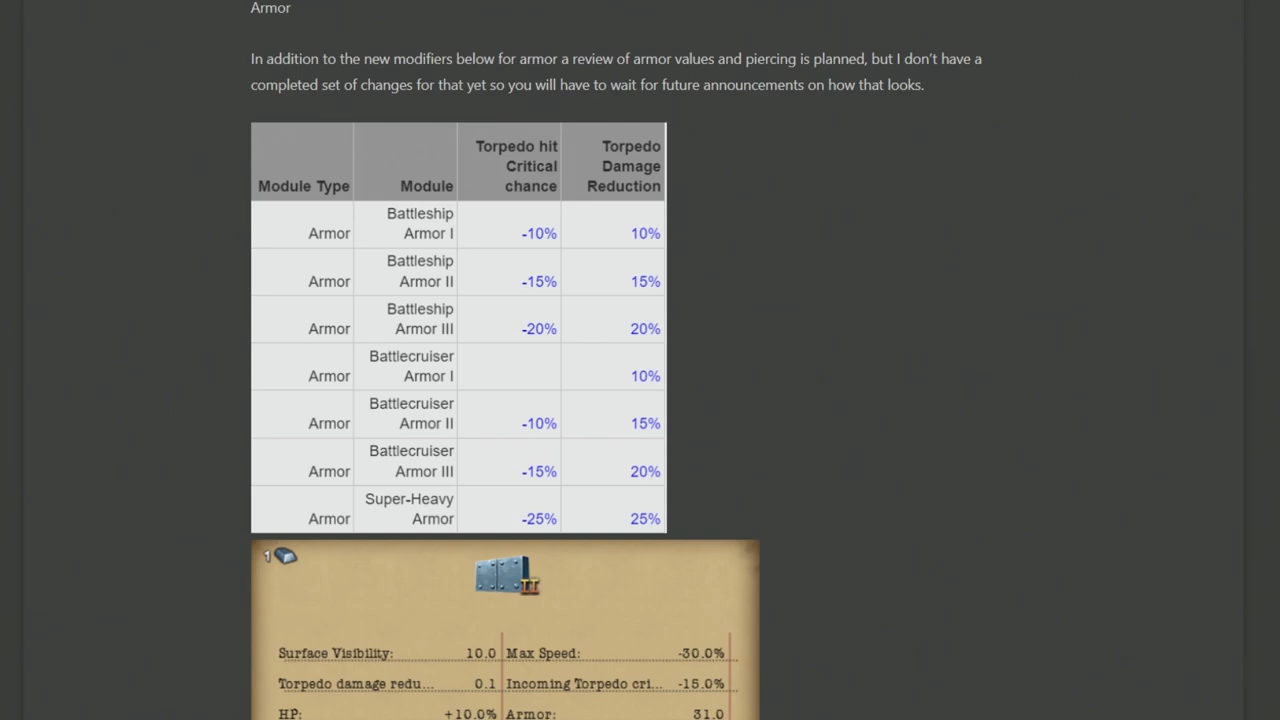 Armor
In addition to the new modifiers below for armor a review of armor values and piercing is planned, but I don't have a
completed set of changes for that yet so you will have to wait for future announcements on how that looks.
Module Type Module Torpedo hit Critical chance Torpedo Damage Reduction
Armor Battleship Armor I -10% 10%
Armor Battleship Armor II -15% 15%
Armor Battleship Armor III -20% 20%
Armor Battlecruiser Armor I 10%
Armor Battlecruiser Armor II -10% 15%
Armor Battlecruiser Armor III -15% 20%
Armor Super-Heavy Armor -25% 25%
1
II
Surface Visibility: 10.0 Max Speed: -30.0%
Torpedo damage redu... 0.1 Incoming Torpedo cri... -15.0%
HP: +10.0% Armor: 31.0